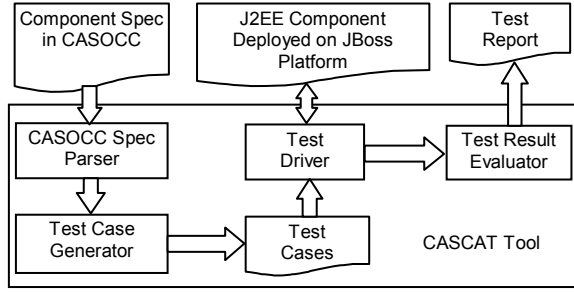 Component Spec
in CASOCC
J2EE Component
Deployed on JBoss
Platform
Test
Report
CASOCC Spec
Parser
Test
Driver
Test Result
Evaluator
Test Case
Generator
Test
Cases
CASCAT Tool